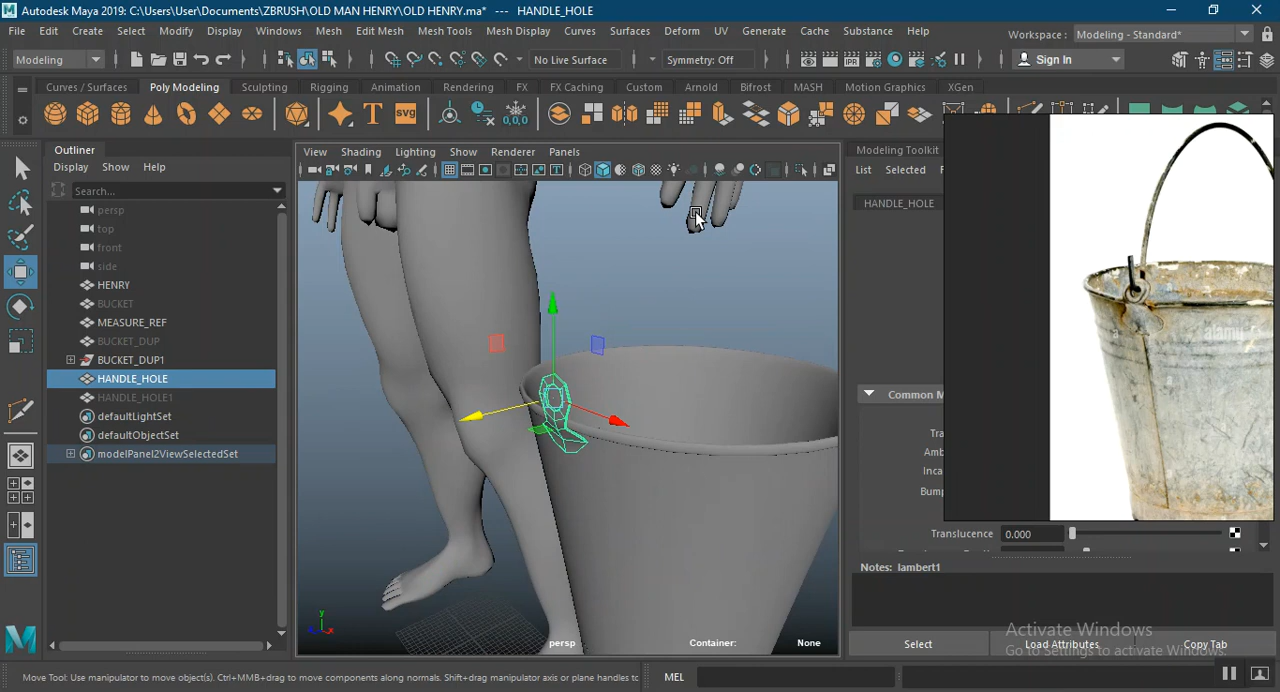 Autodesk Maya 2019: C:\Users\User\Documents\ZBRUSH\OLD MAN HENRY\OLD HENRY.ma* --- HANDLE_HOLE
File Edit Create Select Modify Display Windows Mesh Edit Mesh Mesh Tools Mesh Display Curves Surfaces Deform UV Generate Cache Substance Help Workspace : Modeling - Standard*
Modeling No Live Surface Symmetry: Off Sign In
Curves / Surfaces Poly Modeling Sculpting Rigging Animation Rendering FX FX Caching Custom Arnold Bifrost MASH Motion Graphics XGen
T svg 0,0,0
Outliner
Display Show Help
Search...
persp
top
front
side
HENRY
BUCKET
MEASURE_REF
BUCKET_DUP
BUCKET_DUP1
HANDLE_HOLE
HANDLE_HOLE1
defaultLightSet
defaultObjectSet
modelPanel2ViewSelectedSet
View Shading Lighting Show Renderer Panels
y
persp Container: None
Modeling Toolkit
List Selected
HANDLE_HOLE
a
a
alamy
a
Common M
Tra
Amb
Inca
Bump
Translucence 0.000
Notes: lambert1
Activate Windows
Go to Settings to activate Windows.
Select Load Attributes Copy Tab
Move Tool: Use manipulator to move object(s). Ctrl+MMB+drag to move components along normals. Shift+drag manipulator axis or plane handles to MEL